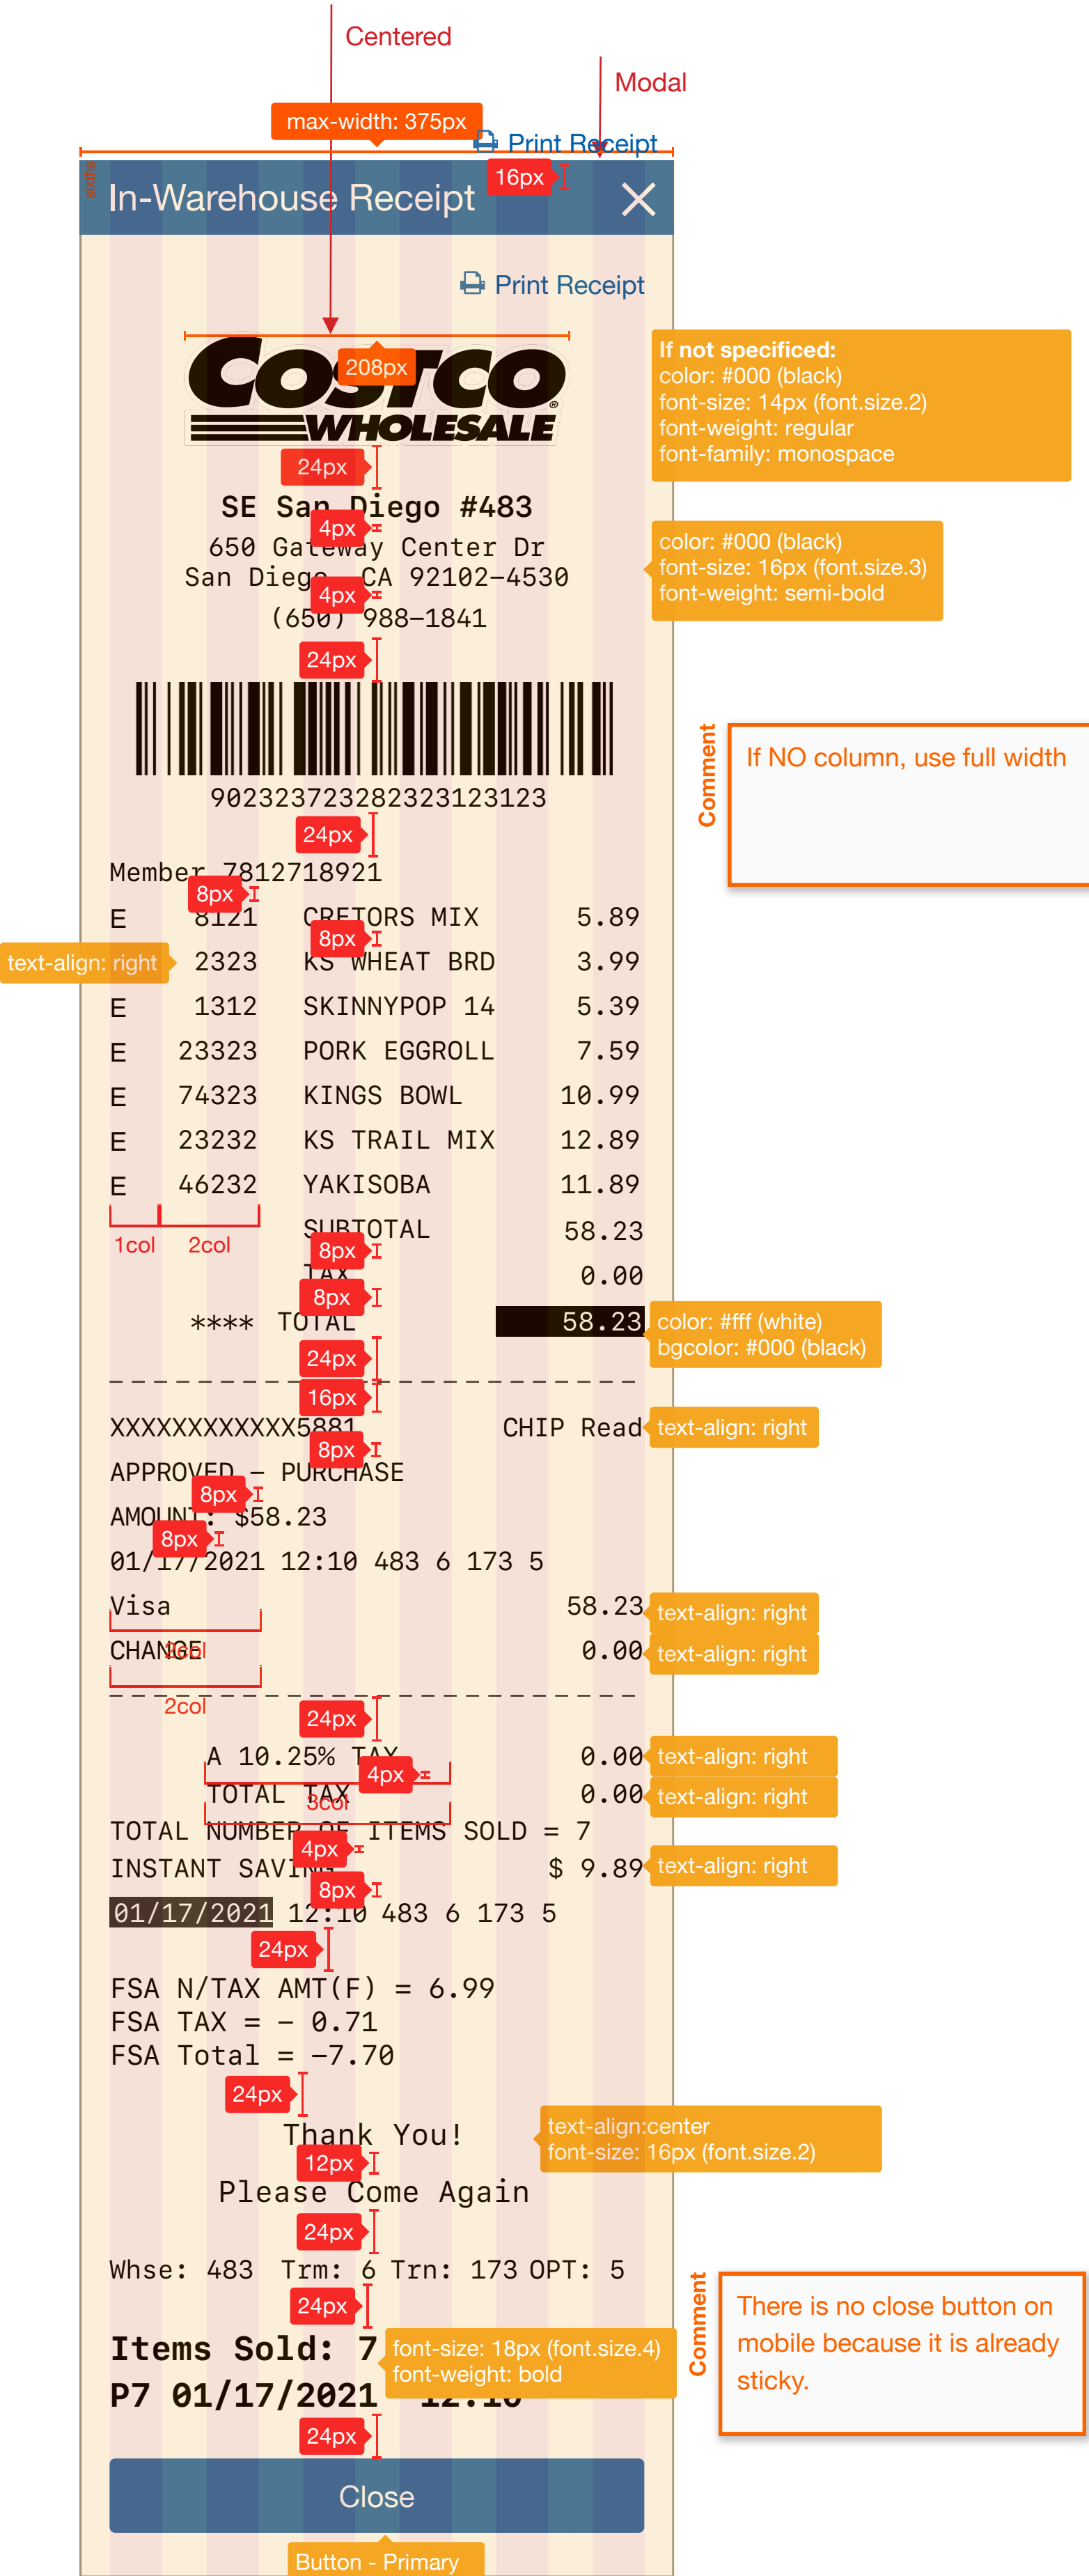 Centered
Modal
max-width: 375px
Print Receipt
sixths
In-Warehouse Receipt
16px
Print Receipt
COSTCO
208px
®
WHOLESALE
If not specificed:
color: #000 (black)
font-size: 14px (font.size.2)
font-weight: regular
font-family: monospace
24px
SE San Diego #483
4px
650 Gateway Center Dr
San Diego, CA 92102-4530
4px
(650) 988-1841
color: #000 (black)
font-size: 16px (font.size.3)
font-weight: semi-bold
24px
Comment
If NO column, use full width
9023237232823231231­23
24px
Member 7812718921
8px
E 8121 CRETORS MIX 5.89
8px
text-align: right
2323 KS WHEAT BRD 3.99
E 1312 SKINNYPOP 14 5.39
E 23323 PORK EGGROLL 7.59
E 74323 KINGS BOWL 10.99
E 23232 KS TRAIL MIX 12.89
E 46232 YAKISOBA 11.89
1col 2col
SUBTOTAL 58.23
8px
TAX 0.00
8px
**** TOTAL 58.23
color: #fff (white)
bgcolor: #000 (black)
24px
16px
XXXXXXXXXXXX5881 CHIP Read
text-align: right
8px
APPROVED - PURCHASE
8px
AMOUNT: $58.23
8px
01/17/2021 12:10 483 6 173 5
Visa 58.23
text-align: right
2col
CHANGE 0.00
text-align: right
2col
24px
A 10.25% TAX 0.00
text-align: right
4px
TOTAL TAX 0.00
text-align: right
3col
TOTAL NUMBER OF ITEMS SOLD = 7
4px
INSTANT SAVING $ 9.89
text-align: right
8px
01/17/2021 12:10 483 6 173 5
24px
FSA N/TAX AMT(F) = 6.99
FSA TAX = - 0.71
FSA Total = -7.70
24px
Thank You!
text-align:center
font-size: 16px (font.size.2)
12px
Please Come Again
24px
Whse: 483 Trm: 6 Trn: 173 OPT: 5
24px
Items Sold: 7
font-size: 18px (font.size.4)
font-weight: bold
P7 01/17/2021 12:10
Comment
There is no close button on
mobile because it is already
sticky.
24px
Close
Button - Primary